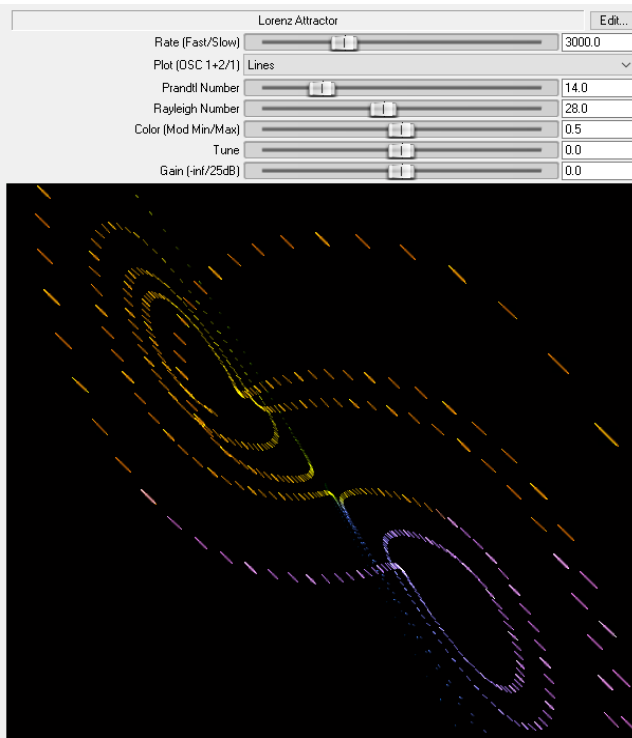 Lorenz Attractor Edit...
Rate (Fast/Slow) 3000.0
Plot (OSC 1+2/1) Lines
Prandtl Number 14.0
Rayleigh Number 28.0
Color (Mod Min/Max) 0.5
Tune 0.0
Gain (-inf/25dB) 0.0